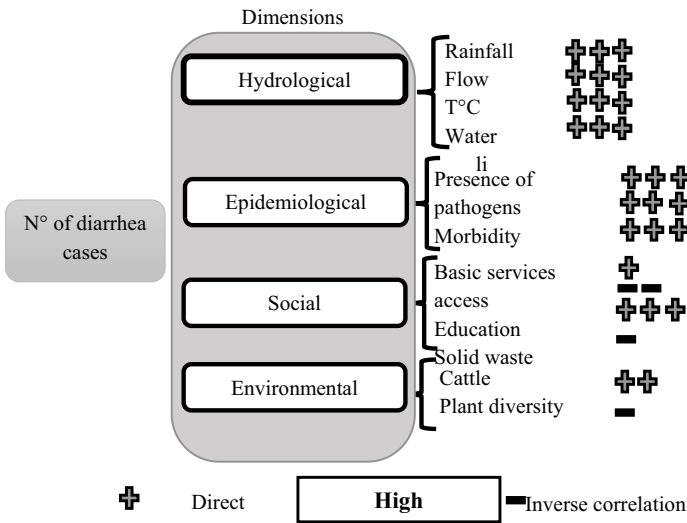 Dimensions
Hydrological
Rainfall
Flow
T°C
Water
li
Epidemiological
Presence of
pathogens
Morbidity
N° of diarrhea
cases
Social
Basic services
access
Education
Solid waste
Environmental
Cattle
Plant diversity
Direct
High
Inverse correlation